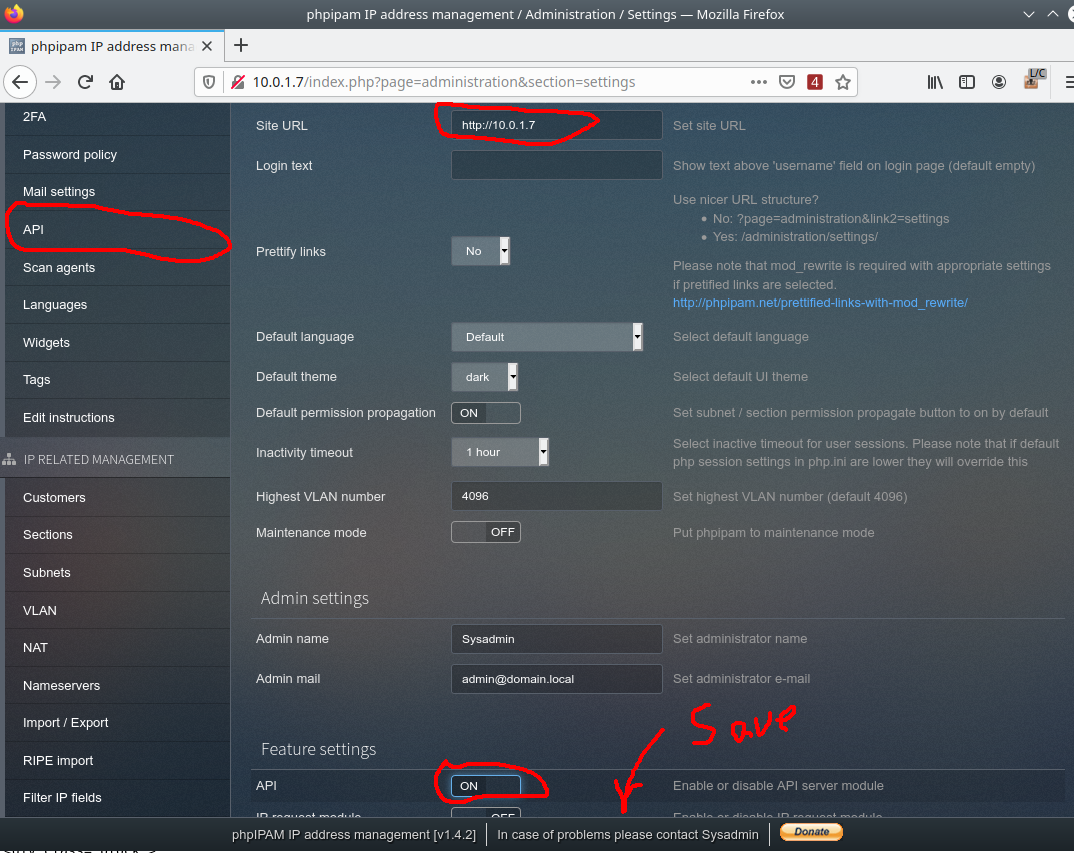 phpipam IP address management / Administration / Settings — Mozilla Firefox
php
IPAM
phpipam IP address mana
10.0.1.7/index.php?page=administration&section=settings
4
L/C
2FA
Password policy
Mail settings
API
Scan agents
Languages
Widgets
Tags
Edit instructions
IP RELATED MANAGEMENT
Customers
Sections
Subnets
VLAN
NAT
Nameservers
Import / Export
RIPE import
Filter IP fields
Site URL
http://10.0.1.7
Set site URL
Login text
Show text above 'username' field on login page (default empty)
Prettify links
No
Use nicer URL structure?
No: ?page=administration&link2=settings
Yes: /administration/settings/
Please note that mod_rewrite is required with appropriate settings
if pretified links are selected.
http://phpipam.net/prettified-links-with-mod_rewrite/
Default language
Default
Select default language
Default theme
dark
Select default UI theme
Default permission propagation
ON
Set subnet / section permission propagate button to on by default
Inactivity timeout
1 hour
Select inactive timeout for user sessions. Please note that if default
php session settings in php.ini are lower they will override this
Highest VLAN number
4096
Set highest VLAN number (default 4096)
Maintenance mode
OFF
Put phpipam to maintenance mode
Admin settings
Admin name
Sysadmin
Set administrator name
Admin mail
admin@domain.local
Set administrator e-mail
Save
Feature settings
API
ON
Enable or disable API server module
IP request module
OFF
Enable or disable IP request module
phpIPAM IP address management [v1.4.2]
In case of problems please contact Sysadmin
Donate